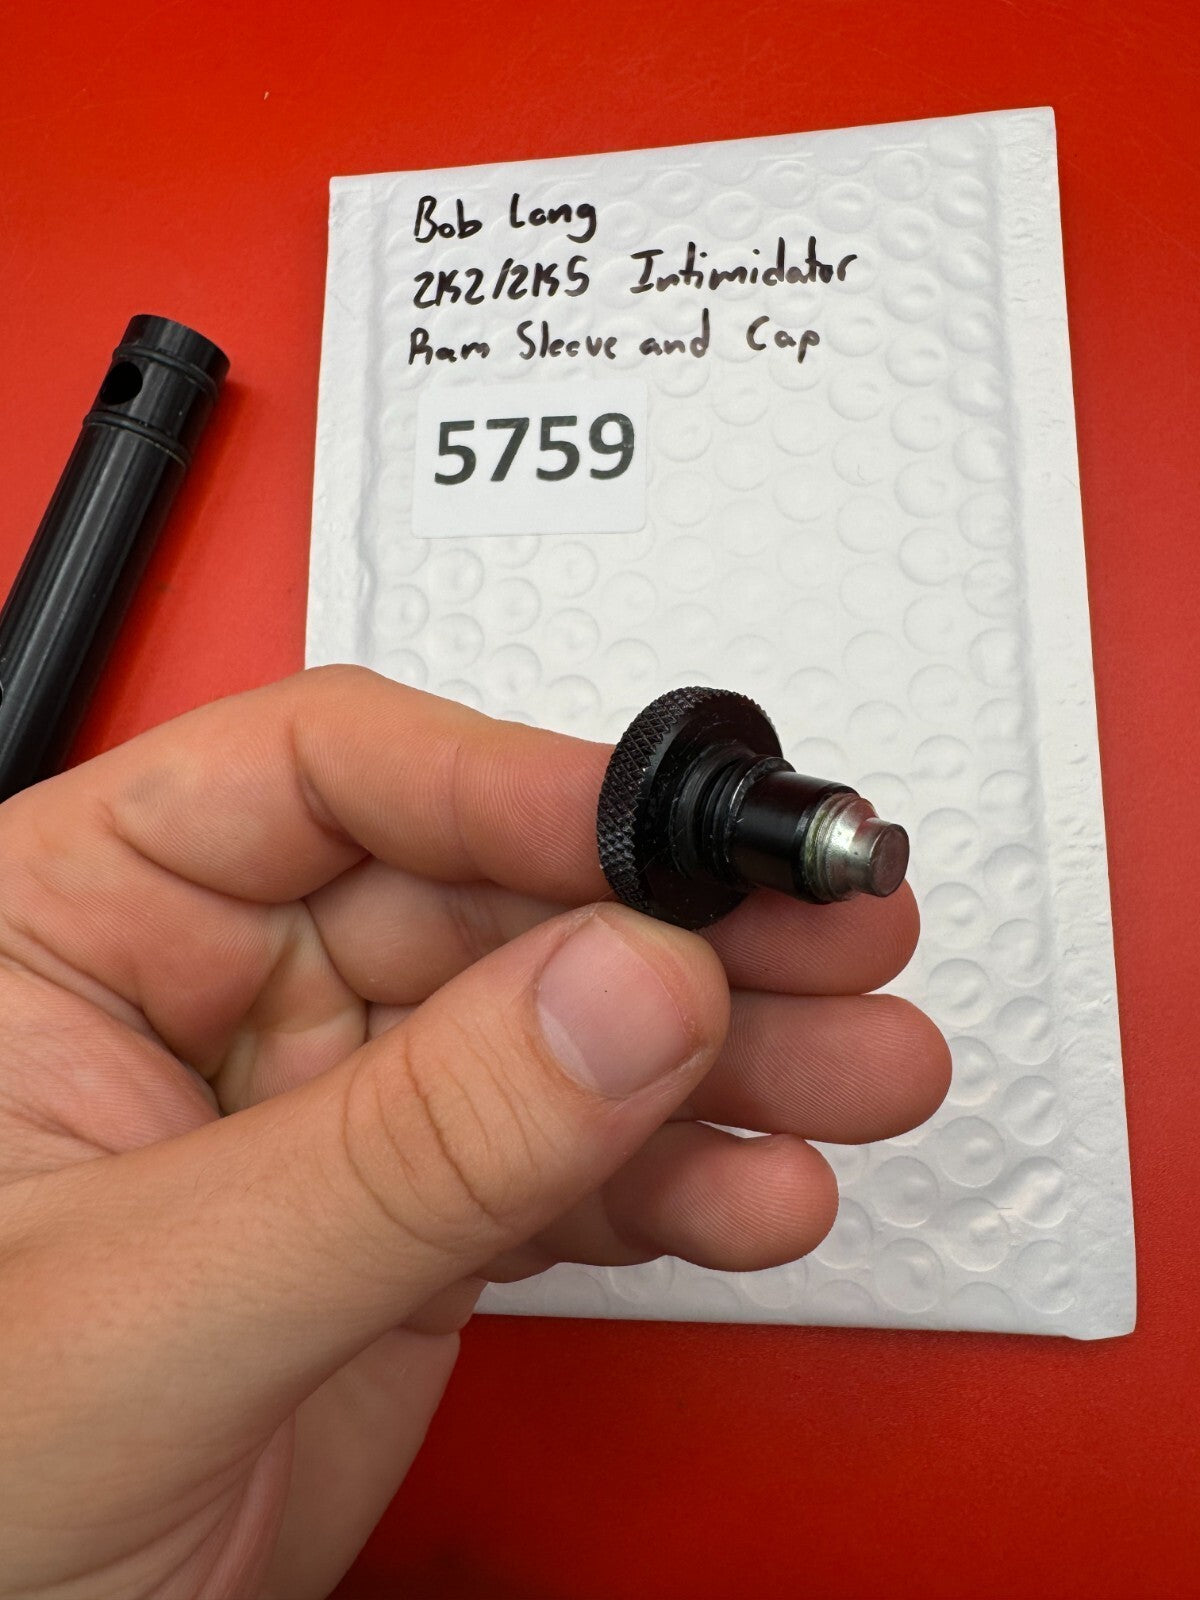 Bob Long
2K2/2K5 Intimidator
Ram Sleeve and Cap
5759